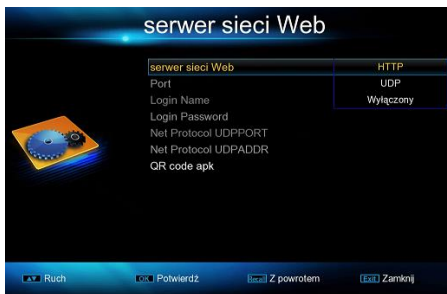 serwer sieci Web
serwer sieci Web HTTP
Port UDP
Login Name Wyłączony
Login Password
Net Protocol UDPPORT
Net Protocol UDPADDR
QR code apk
Ruch OK Potwierdź Recall Z powrotem Exit Zamknij